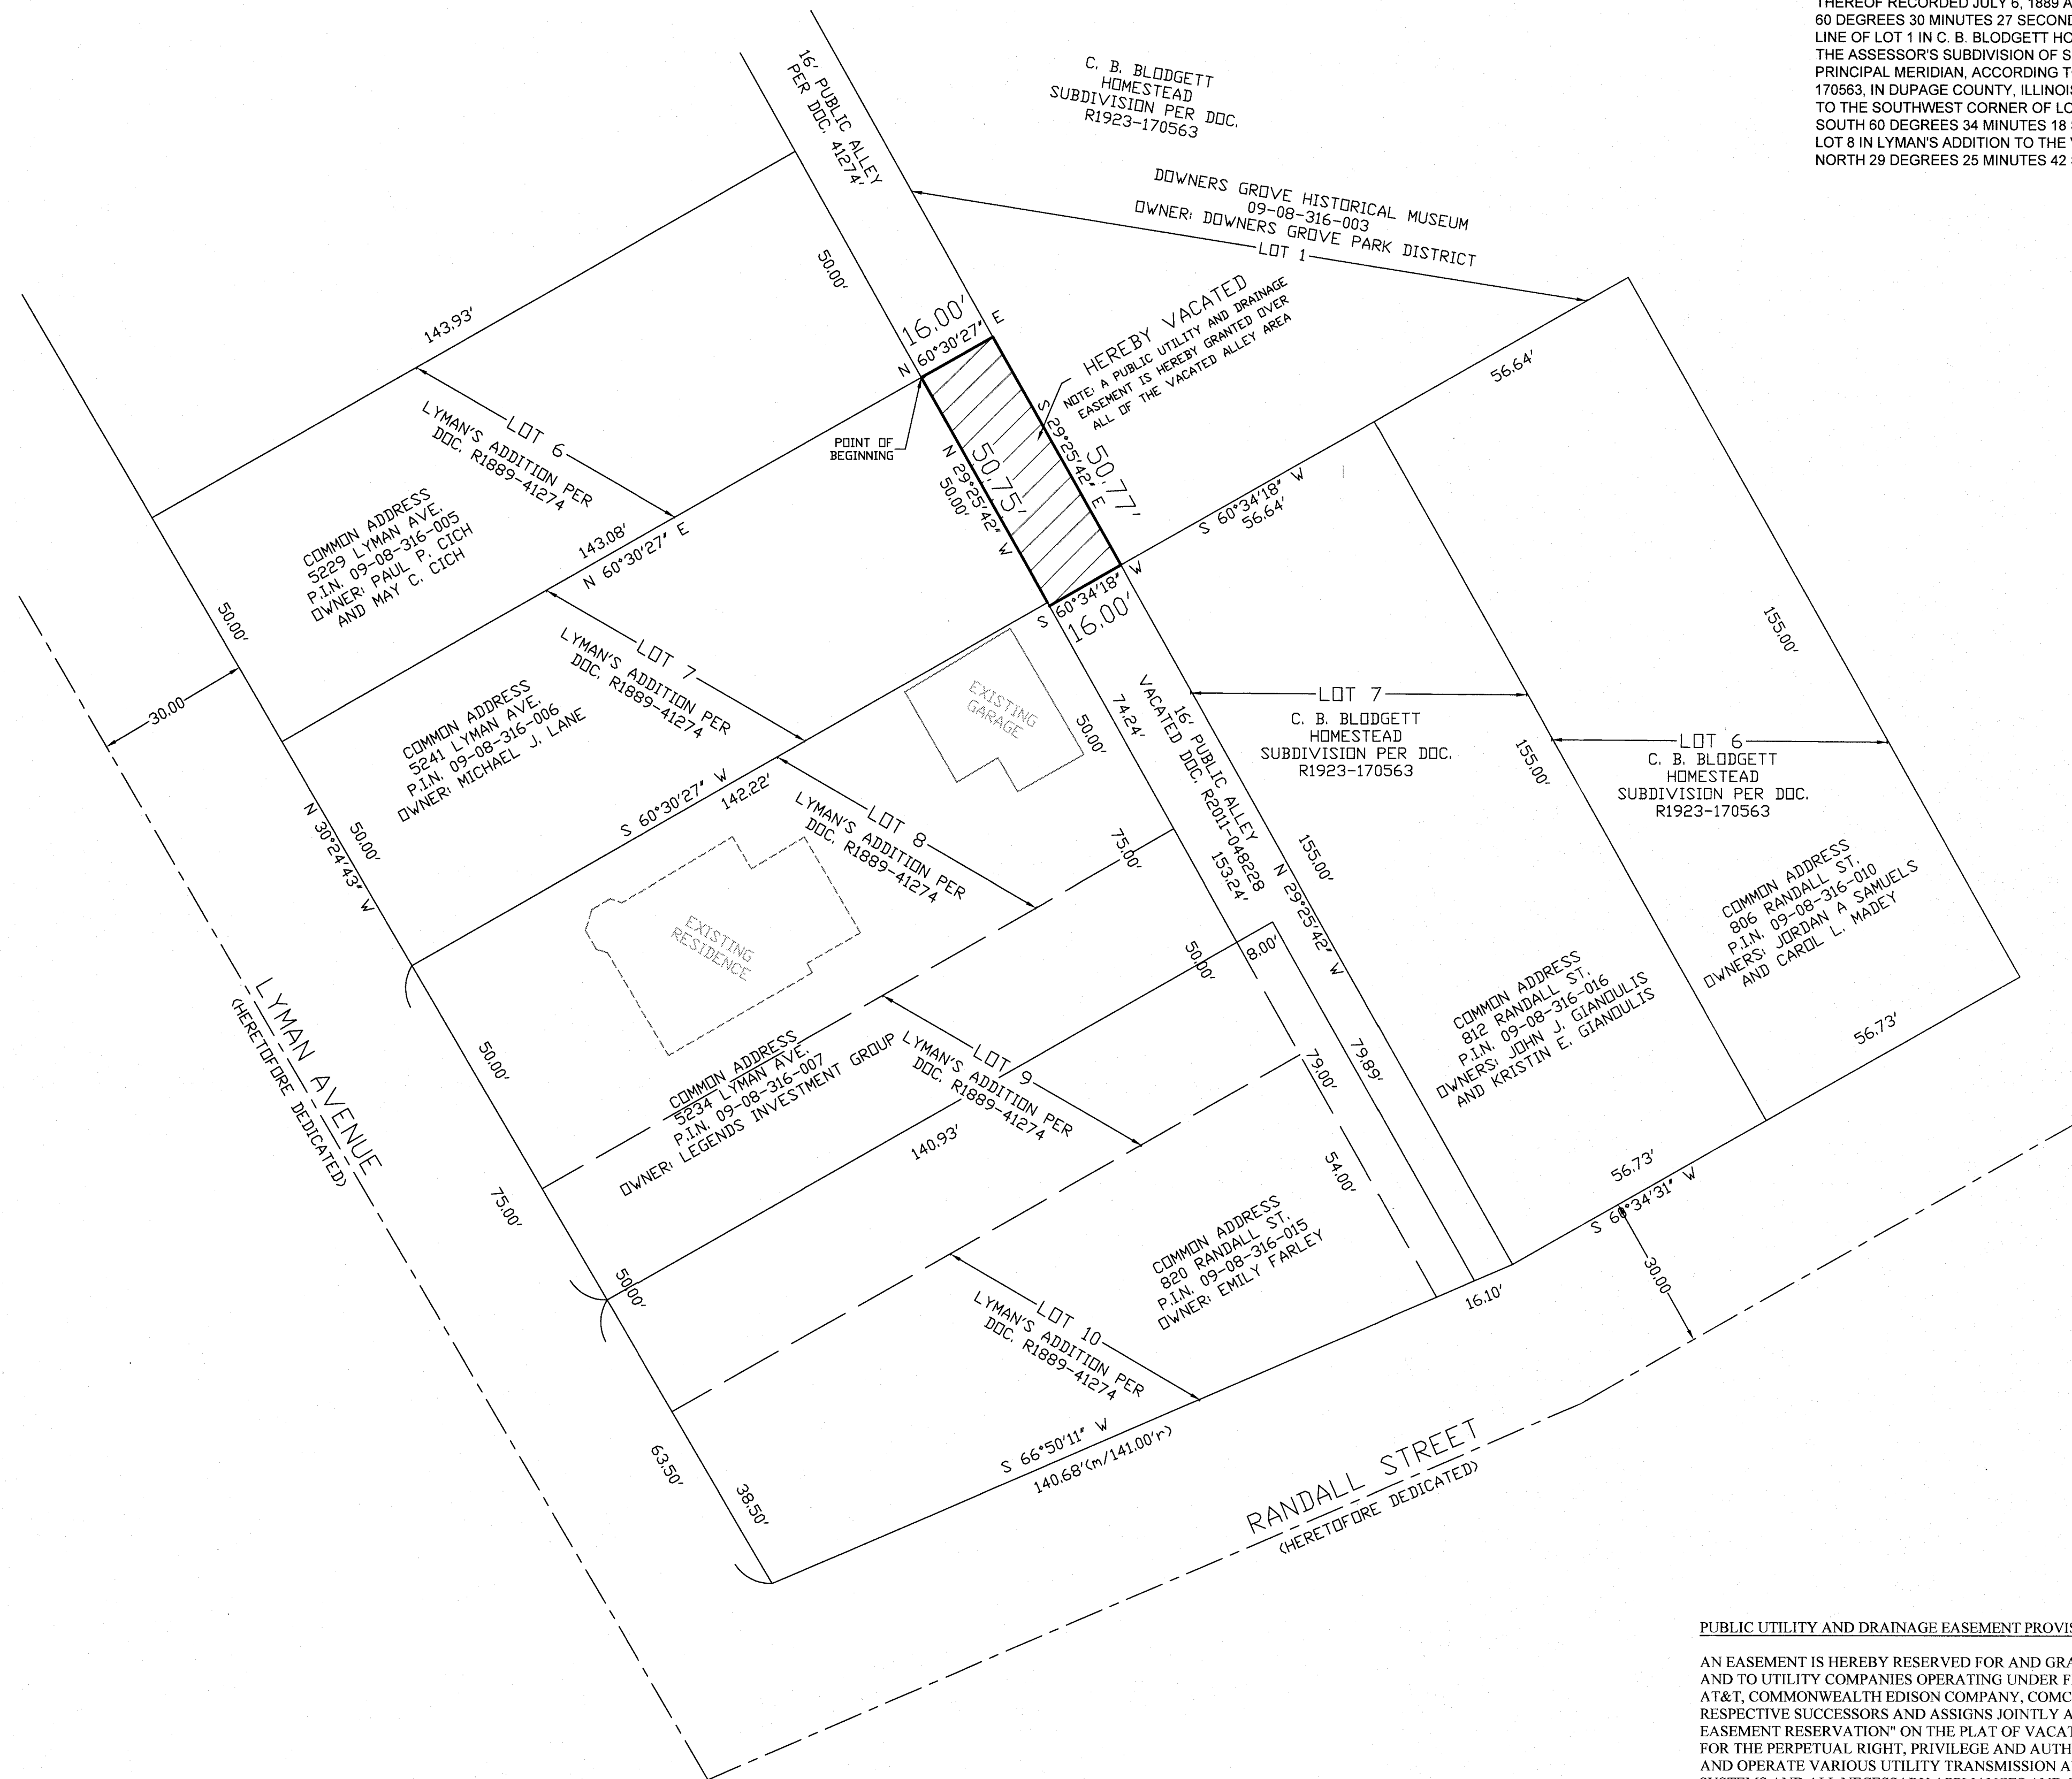 THEREOF RECORDED JULY 6, 1889 A
60 DEGREES 30 MINUTES 27 SECOND
LINE OF LOT 1 IN C. B. BLODGETT HO
THE ASSESSOR'S SUBDIVISION OF S
PRINCIPAL MERIDIAN, ACCORDING T
170563, IN DUPAGE COUNTY, ILLINOIS
TO THE SOUTHWEST CORNER OF LO
SOUTH 60 DEGREES 34 MINUTES 18
LOT 8 IN LYMAN'S ADDITION TO THE
NORTH 29 DEGREES 25 MINUTES 42
16' PUBLIC ALLEY
PER DOC. 41274'
C. B. BLODGETT
HOMESTEAD
SUBDIVISION PER DOC.
R1923-170563
DOWNERS GROVE HISTORICAL MUSEUM
09-08-316-003
OWNER: DOWNERS GROVE PARK DISTRICT
LOT 1
50.00'
143.93'
16.00'
N 60°30'27" E
HEREBY VACATED
NOTE: A PUBLIC UTILITY AND DRAINAGE
EASEMENT IS HEREBY GRANTED OVER
ALL OF THE VACATED ALLEY AREA
56.64'
POINT OF
BEGINNING
50.75'
N 29°25'42" W
50.00'
S 29°25'42" E
50.77'
S 60°34'18" W
56.64'
LOT 6
LYMAN'S ADDITION PER
DOC. R1889-41274
COMMON ADDRESS
5229 LYMAN AVE.
P.I.N. 09-08-316-005
OWNER: PAUL P. CICH
AND MAY C. CICH
143.08'
N 60°30'27" E
S 60°34'18" W
16.00'
50.00'
155.00'
30.00
LOT 7
LYMAN'S ADDITION PER
DOC. R1889-41274
COMMON ADDRESS
5241 LYMAN AVE.
P.I.N. 09-08-316-006
OWNER: MICHAEL J. LANE
EXISTING
GARAGE
50.00'
74.24'
16' PUBLIC ALLEY
VACATED DOC. R2011-048228
153.24'
LOT 7
C. B. BLODGETT
HOMESTEAD
SUBDIVISION PER DOC.
R1923-170563
155.00'
LOT 6
C. B. BLODGETT
HOMESTEAD
SUBDIVISION PER DOC.
R1923-170563
N 30°24'43" W
50.00'
S 60°30'27" W
142.22'
LOT 8
LYMAN'S ADDITION PER
DOC. R1889-41274
75.00'
155.00'
N 29°25'42" W
EXISTING
RESIDENCE
50.00'
8.00'
COMMON ADDRESS
806 RANDALL ST.
P.I.N. 09-08-316-010
OWNERS: JORDAN A SAMUELS
AND CAROL L. MADEY
COMMON ADDRESS
812 RANDALL ST.
P.I.N. 09-08-316-016
OWNERS: JOHN J. GIANOULIS
AND KRISTIN E. GIANOULIS
LYMAN AVENUE
(HERETOFORE DEDICATED)
50.00'
COMMON ADDRESS
5234 LYMAN AVE.
P.I.N. 09-08-316-007
OWNER: LEGENDS INVESTMENT GROUP
LOT 9
LYMAN'S ADDITION PER
DOC. R1889-41274
79.00'
79.89'
56.73'
140.93'
75.00'
54.00'
56.73'
S 60°34'31" W
COMMON ADDRESS
820 RANDALL ST.
P.I.N. 09-08-316-015
OWNER: EMILY FARLEY
50.00'
16.10'
30.00
LOT 10
LYMAN'S ADDITION PER
DOC. R1889-41274
63.50'
38.50'
S 66°50'11" W
140.68'(m/141.00'r)
RANDALL STREET
(HERETOFORE DEDICATED)
PUBLIC UTILITY AND DRAINAGE EASEMENT PROVIS
AN EASEMENT IS HEREBY RESERVED FOR AND GRA
AND TO UTILITY COMPANIES OPERATING UNDER F
AT&T, COMMONWEALTH EDISON COMPANY, COMC
RESPECTIVE SUCCESSORS AND ASSIGNS JOINTLY A
EASEMENT RESERVATION" ON THE PLAT OF VACAT
FOR THE PERPETUAL RIGHT, PRIVILEGE AND AUTH
AND OPERATE VARIOUS UTILITY TRANSMISSION A